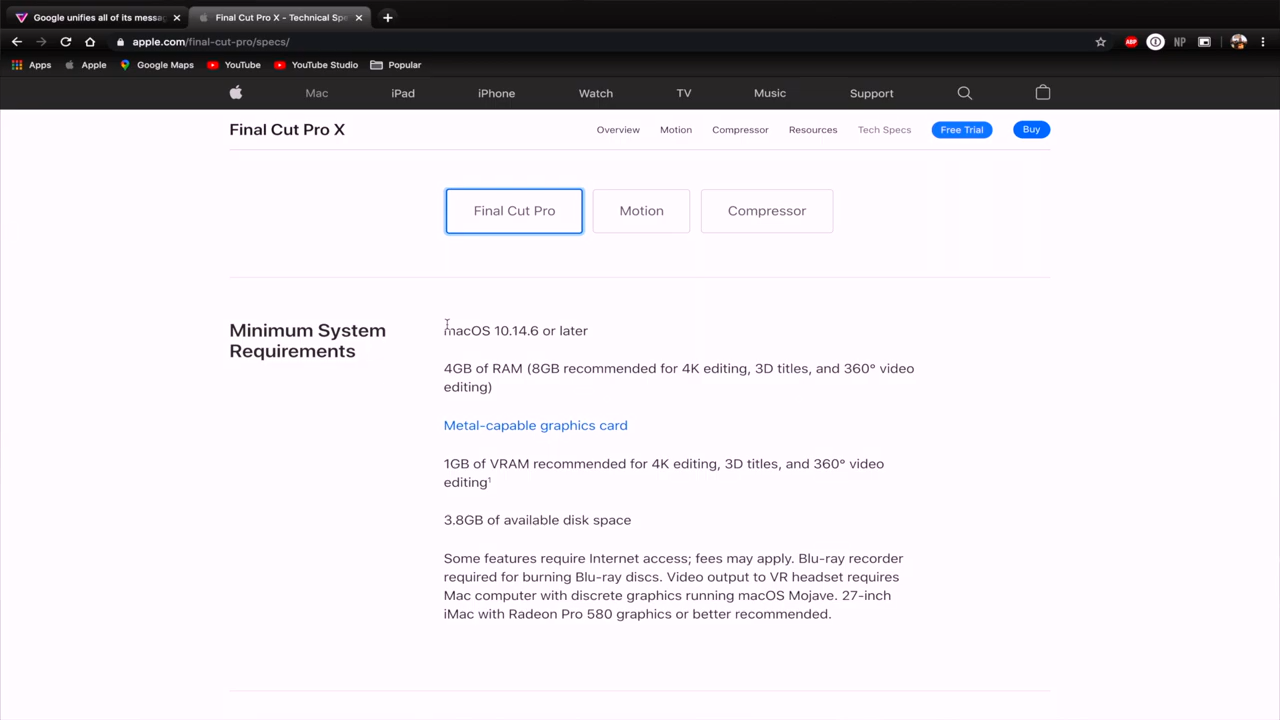 Google unifies all of its messa
Final Cut Pro X - Technical Spe
apple.com/final-cut-pro/specs/
ABP
NP
Apps Apple Google Maps YouTube YouTube Studio Popular
Mac iPad iPhone Watch TV Music Support
Final Cut Pro X
Overview Motion Compressor Resources Tech Specs Free Trial Buy
Final Cut Pro Motion Compressor
Minimum System
Requirements
macOS 10.14.6 or later
4GB of RAM (8GB recommended for 4K editing, 3D titles, and 360° video
editing)
Metal-capable graphics card
1GB of VRAM recommended for 4K editing, 3D titles, and 360° video
editing¹
3.8GB of available disk space
Some features require Internet access; fees may apply. Blu-ray recorder
required for burning Blu-ray discs. Video output to VR headset requires
Mac computer with discrete graphics running macOS Mojave. 27-inch
iMac with Radeon Pro 580 graphics or better recommended.